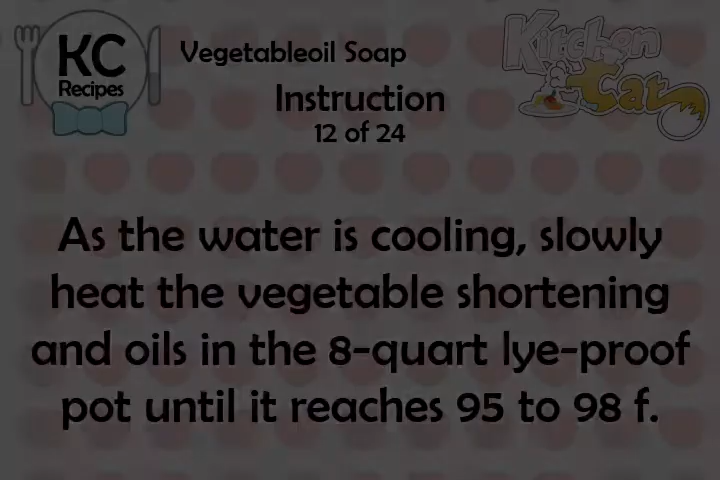 KC
Recipes
Vegetableoil Soap
Kitchen
Cat
Instruction
12 of 24
As the water is cooling, slowly
heat the vegetable shortening
and oils in the 8-quart lye-proof
pot until it reaches 95 to 98 f.